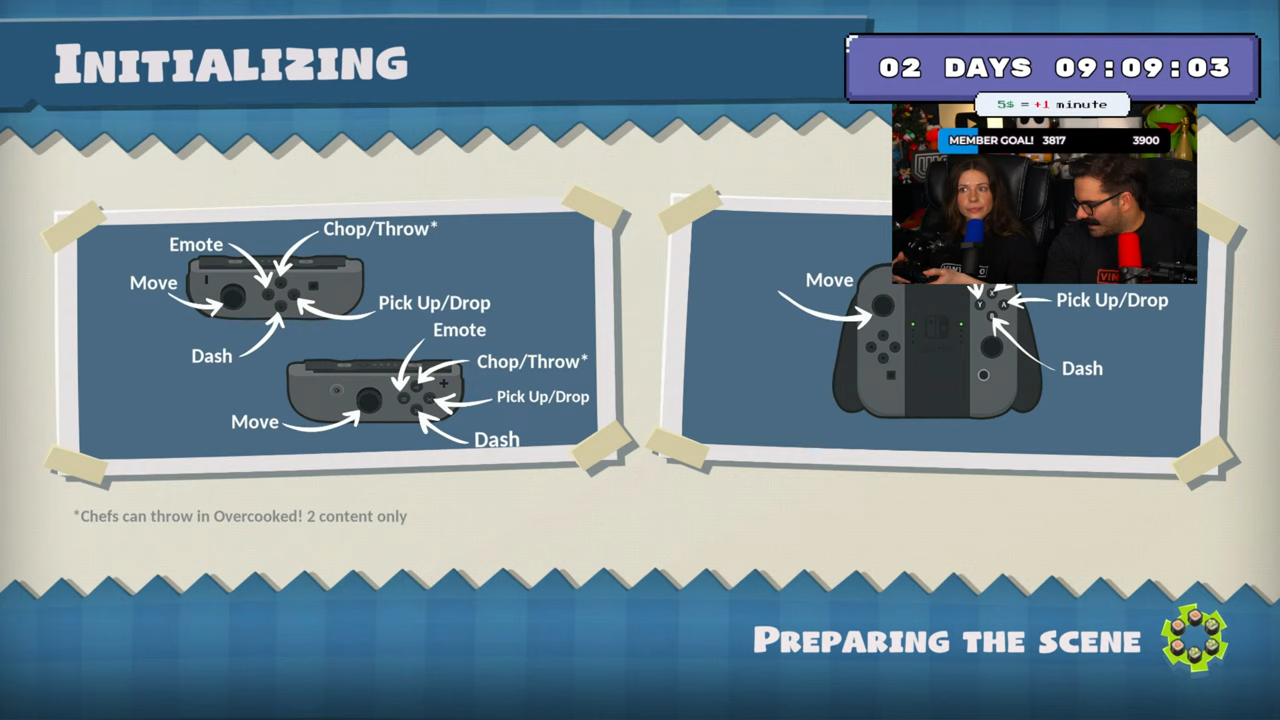 INITIALIZING
02 DAYS 09:09:03
5$ = +1 minute
MEMBER GOAL! 3817 3900
Chop/Throw*
Emote
Move
Pick Up/Drop
Emote
Dash
Chop/Throw*
Pick Up/Drop
Move
Dash
Move
Y
X
A
Pick Up/Drop
Dash
*Chefs can throw in Overcooked! 2 content only
PREPARING THE SCENE